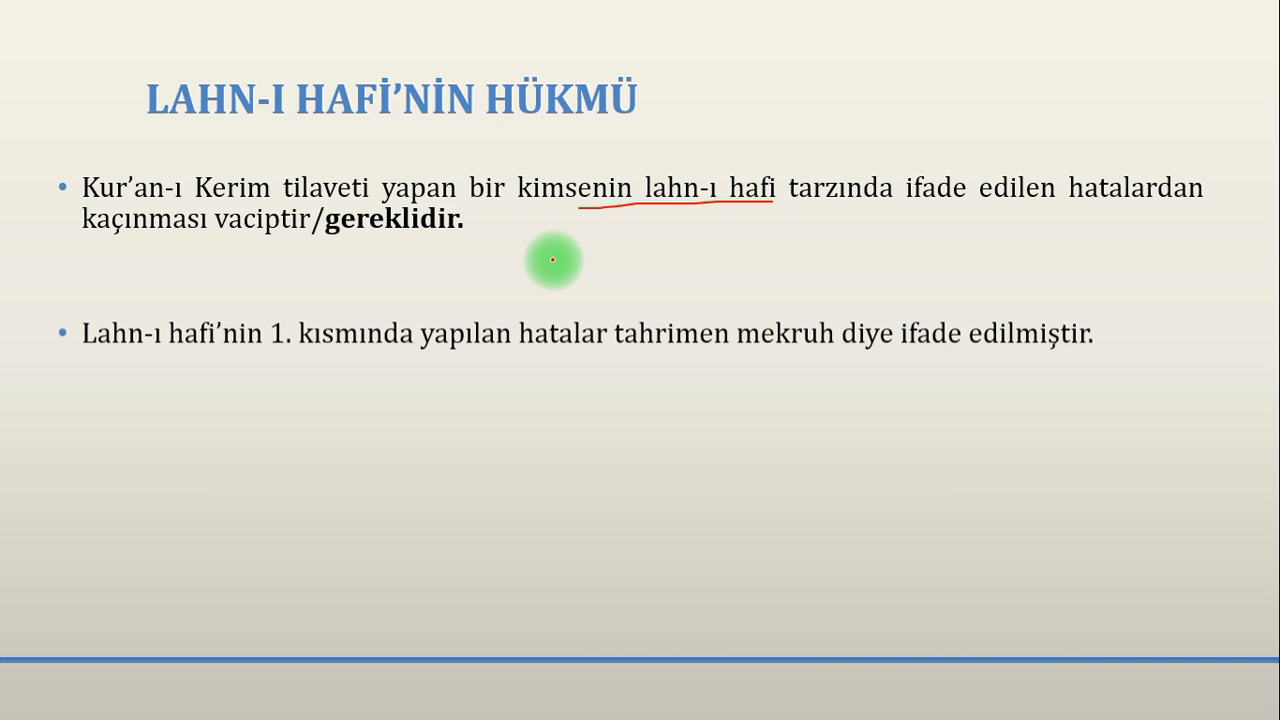 LAHN-I HAFİ’NİN HÜKMÜ
• Kur’an-ı Kerim tilaveti yapan bir kimsenin lahn-ı hafi tarzında ifade edilen hatalardan
kaçınması vaciptir/gereklidir.
• Lahn-ı hafi’nin 1. kısmında yapılan hatalar tahrimen mekruh diye ifade edilmiştir.